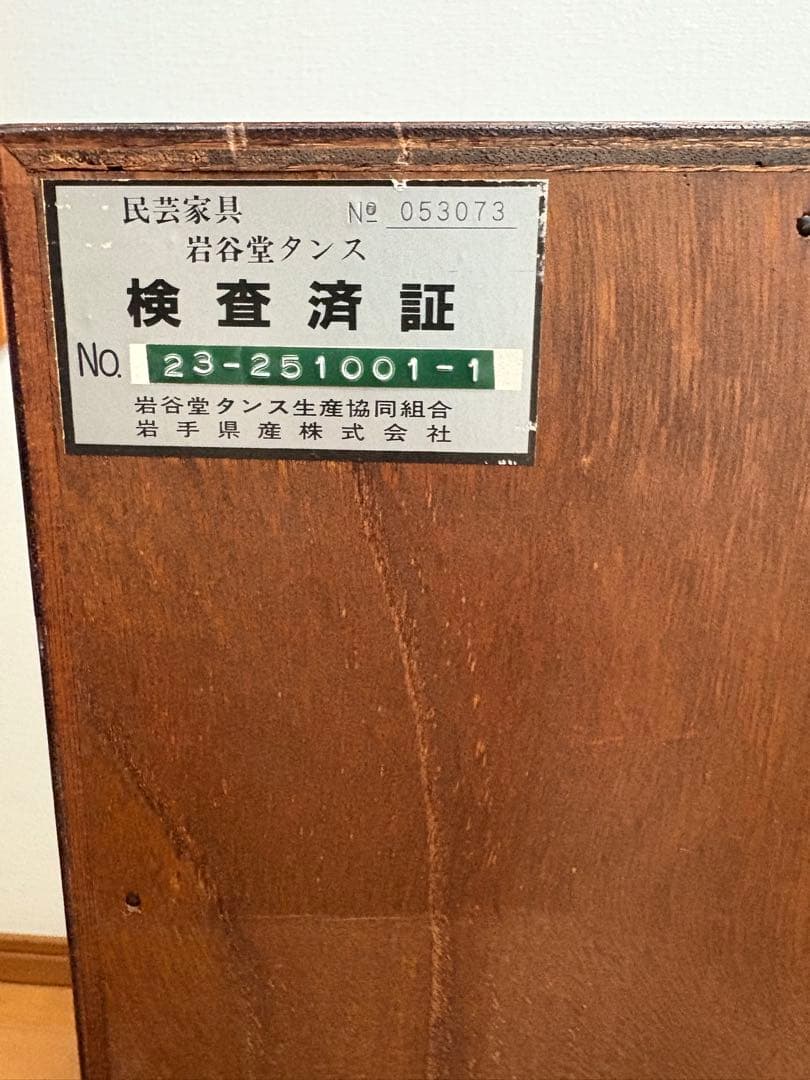 民芸家具 Nº 053073
岩谷堂タンス
検査済証
No. 23-251001-1
岩谷堂タンス生産協同組合
岩手県産株式会社